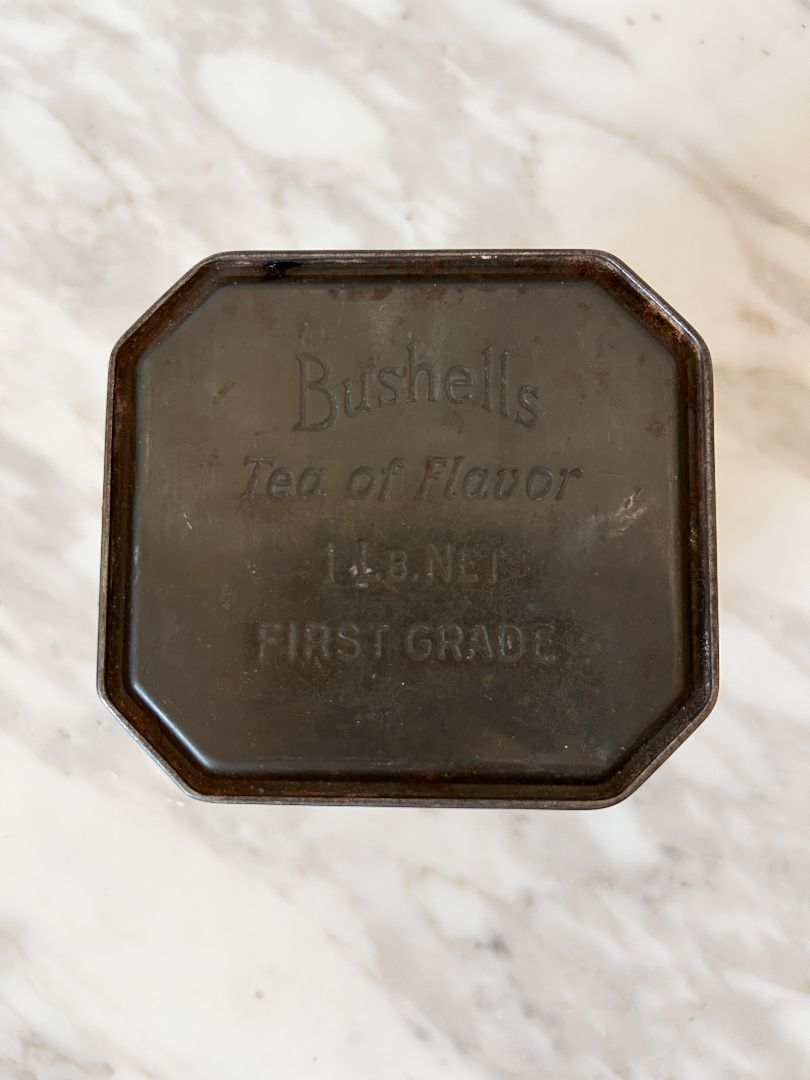 Bushells
Tea of Flavor
1 LB. NET
FIRST GRADE